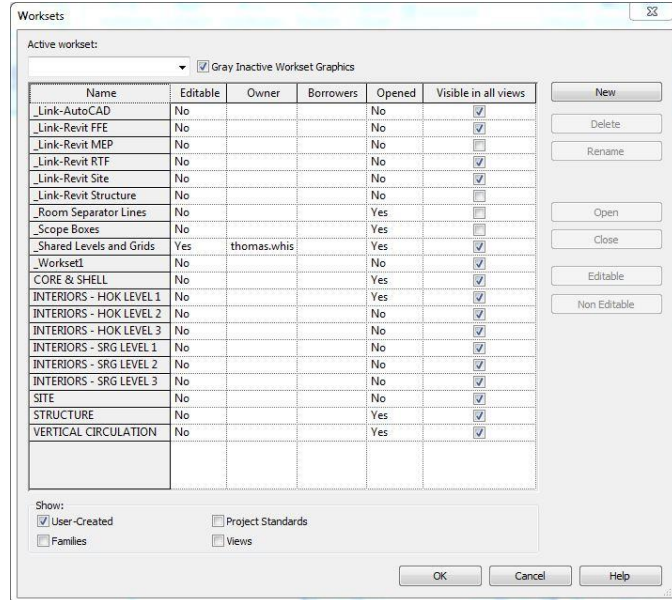 Worksets
Active workset:
Gray Inactive Workset Graphics
Name Editable Owner Borrowers Opened Visible in all views
_Link-AutoCAD No No
_Link-Revit FFE No No
_Link-Revit MEP No No
_Link-Revit RTF No No
_Link-Revit Site No No
_Link-Revit Structure No No
_Room Separator Lines No Yes
_Scope Boxes No Yes
_Shared Levels and Grids Yes thomas.whis Yes
_Workset1 No No
CORE & SHELL No Yes
INTERIORS - HOK LEVEL 1 No Yes
INTERIORS - HOK LEVEL 2 No No
INTERIORS - HOK LEVEL 3 No No
INTERIORS - SRG LEVEL 1 No No
INTERIORS - SRG LEVEL 2 No No
INTERIORS - SRG LEVEL 3 No No
SITE No No
STRUCTURE No Yes
VERTICAL CIRCULATION No Yes
New
Delete
Rename
Open
Close
Editable
Non Editable
Show:
User-Created Project Standards
Families Views
OK Cancel Help